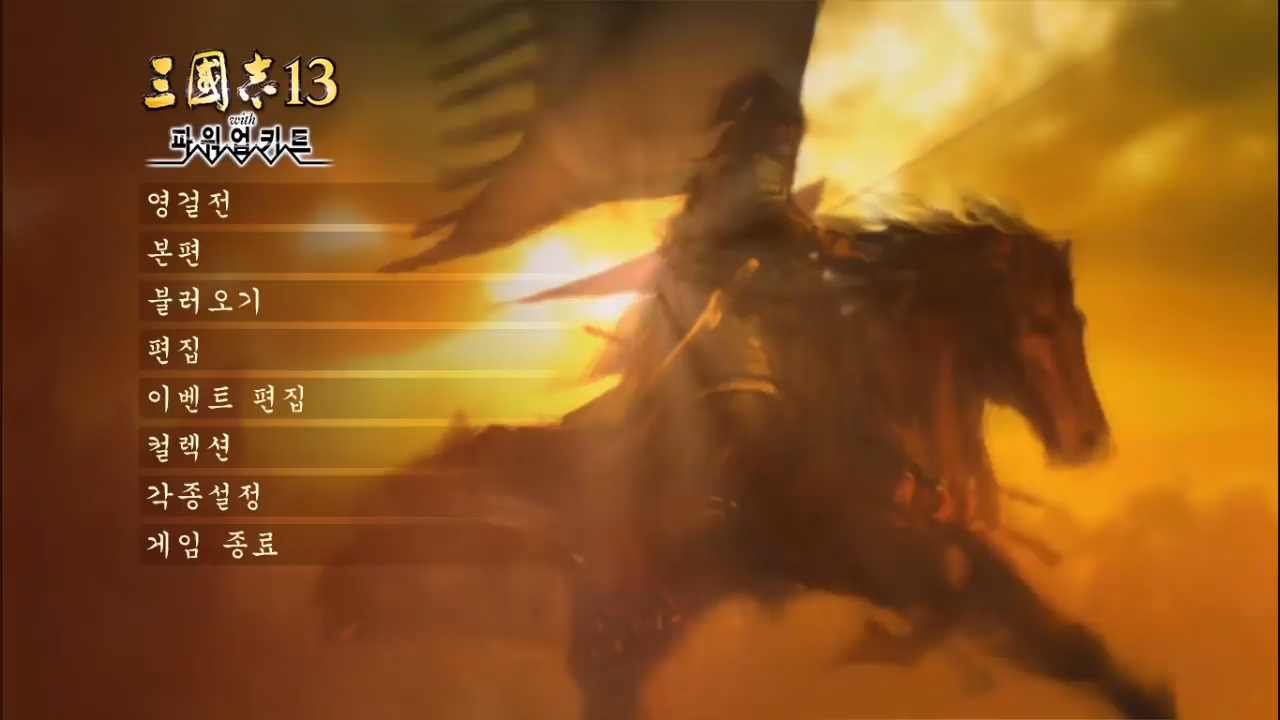 三國志13
with
파워업키트
영걸전
본편
불러오기
편집
이벤트 편집
컬렉션
각종설정
게임 종료